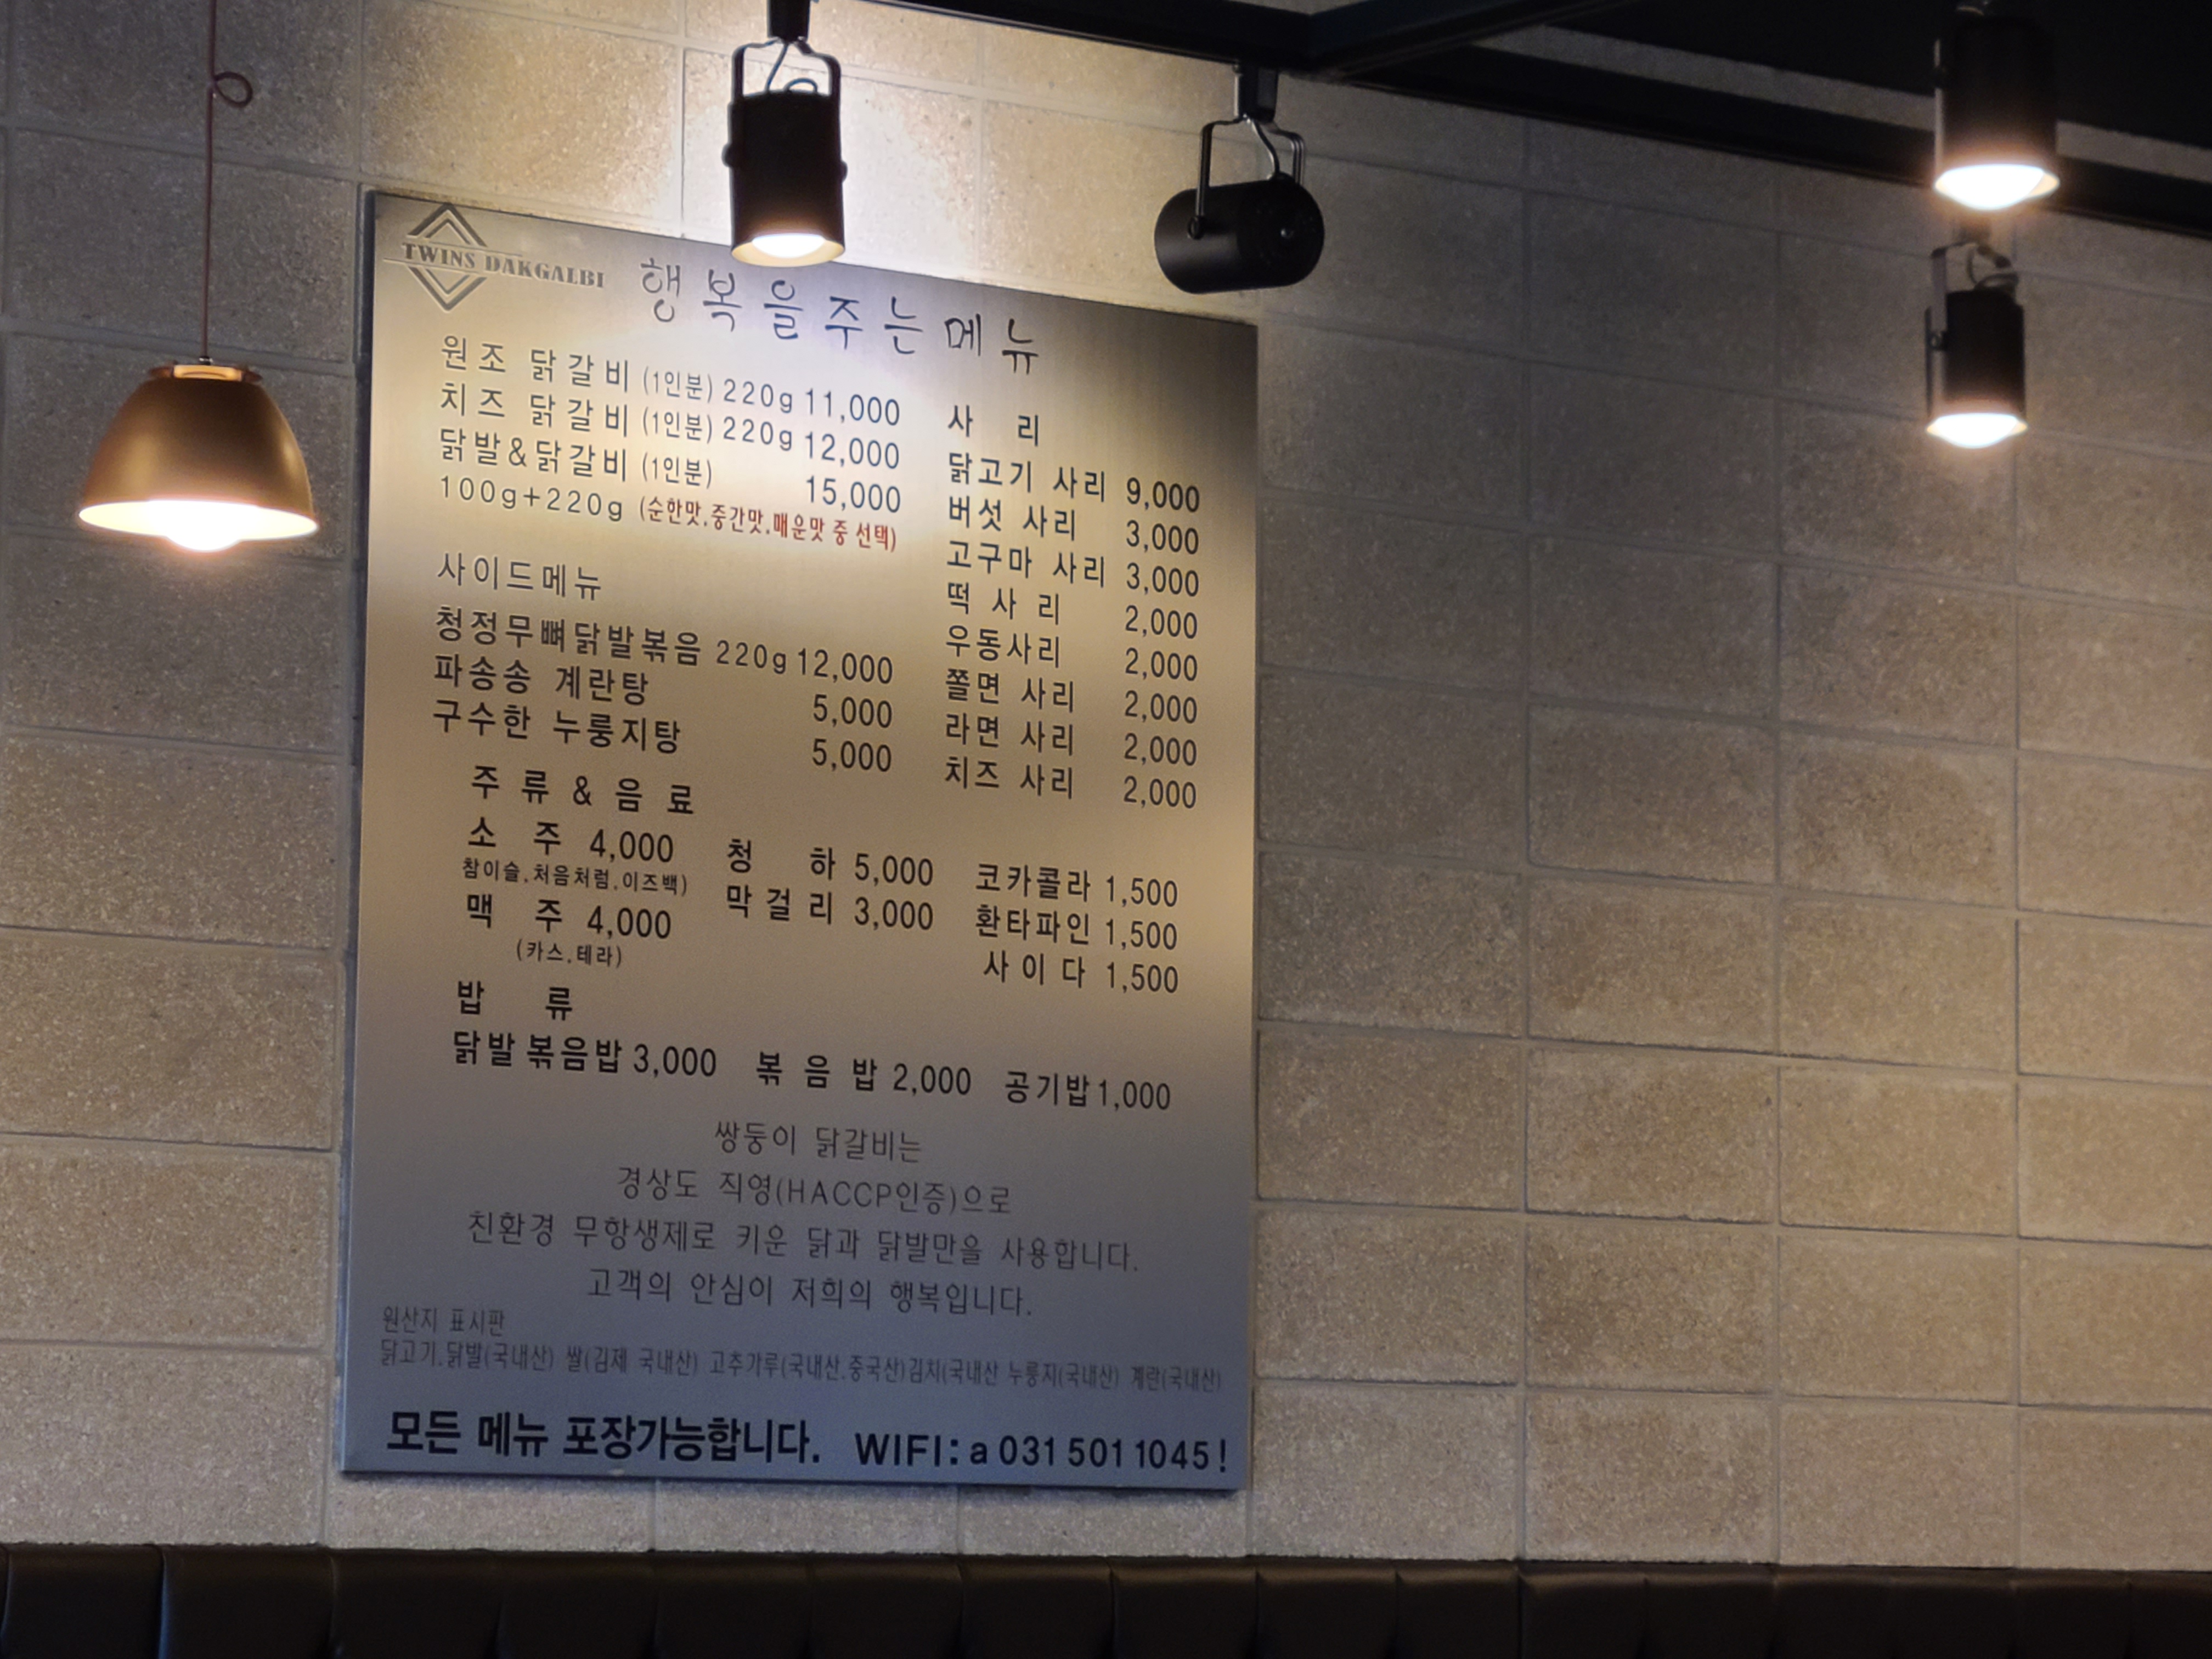 TWINS DAKGALBI
행복을주는메뉴
원조 닭갈비 (1인분) 220g 11,000
치즈 닭갈비 (1인분) 220g 12,000
닭발&닭갈비 (1인분) 15,000
100g+220g (순한맛.중간맛.매운맛 중 선택)
사이드메뉴
청정무뼈닭발볶음 220g 12,000
파송송 계란탕 5,000
구수한 누룽지탕 5,000
사 리
닭고기 사리 9,000
버섯 사리 3,000
고구마 사리 3,000
떡 사 리 2,000
우동사리 2,000
쫄면 사리 2,000
라면 사리 2,000
치즈 사리 2,000
주 류 & 음 료
소 주 4,000
참이슬.처음처럼.이즈백)
맥 주 4,000
(카스.테라)
청 하 5,000
막 걸 리 3,000
코카콜라 1,500
환타파인 1,500
사 이 다 1,500
밥 류
닭발 볶음밥 3,000 볶 음 밥 2,000 공기밥 1,000
쌍둥이 닭갈비는
경상도 직영(HACCP인증)으로
친환경 무항생제로 키운 닭과 닭발만을 사용합니다.
고객의 안심이 저희의 행복입니다.
원산지 표시판
닭고기.닭발(국내산) 쌀(김제 국내산) 고추가루(국내산.중국산)김치(국내산 누룽지(국내산) 계란(국내산)
모든 메뉴 포장가능합니다. WIFI: a 031 501 1045!